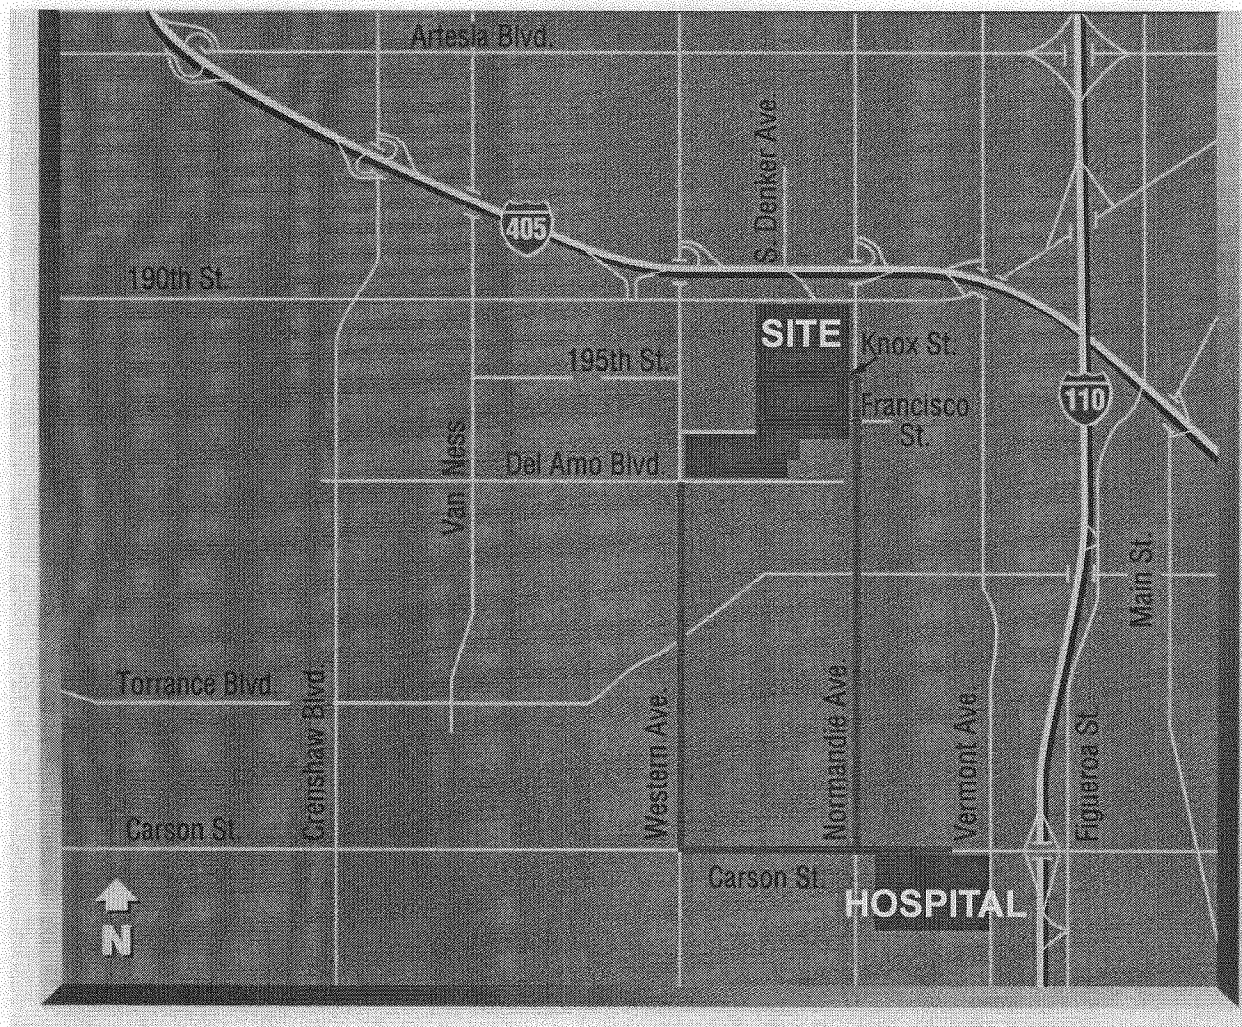 Artesia Blvd.
S. Denker Ave.
405
190th St.
SITE
Knox St.
195th St.
110
Francisco
St.
Van Ness
Del Amo Blvd.
Main St.
Torrance Blvd.
Crenshaw Blvd.
Western Ave.
Normandie Ave.
Vermont Ave.
Figueroa St.
Carson St.
Carson St.
HOSPITAL
N